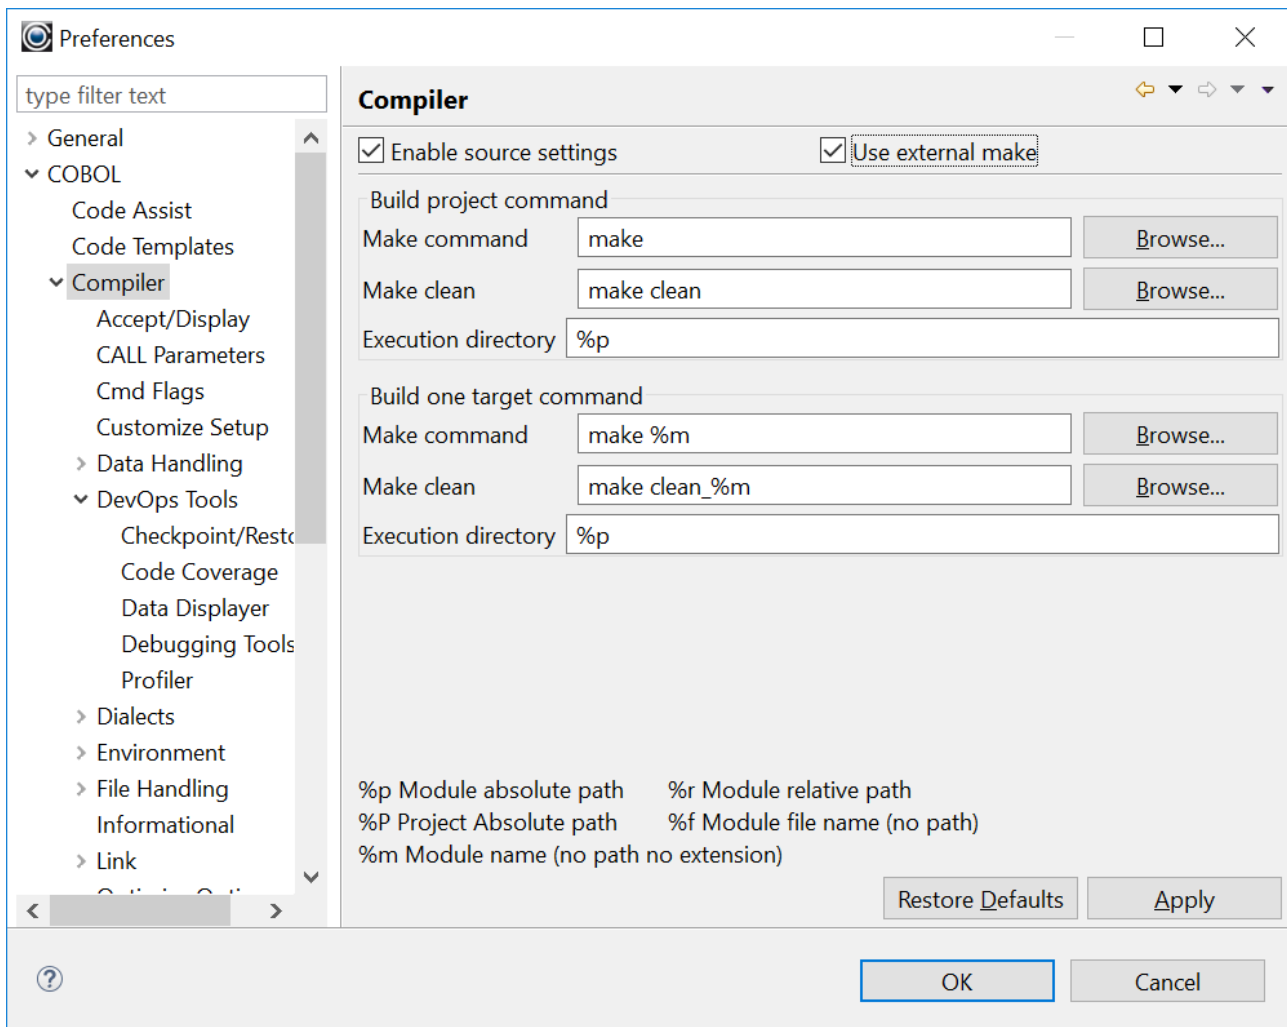 Preferences
type filter text
General
COBOL
Code Assist
Code Templates
Compiler
Accept/Display
CALL Parameters
Cmd Flags
Customize Setup
Data Handling
DevOps Tools
Checkpoint/Resto
Code Coverage
Data Displayer
Debugging Tools
Profiler
Dialects
Environment
File Handling
Informational
Link
Compiler
Enable source settings Use external make
Build project command
Make command make Browse...
Make clean make clean Browse...
Execution directory %p
Build one target command
Make command make %m Browse...
Make clean make clean_%m Browse...
Execution directory %p
%p Module absolute path %r Module relative path
%P Project Absolute path %f Module file name (no path)
%m Module name (no path no extension)
Restore Defaults Apply
OK Cancel